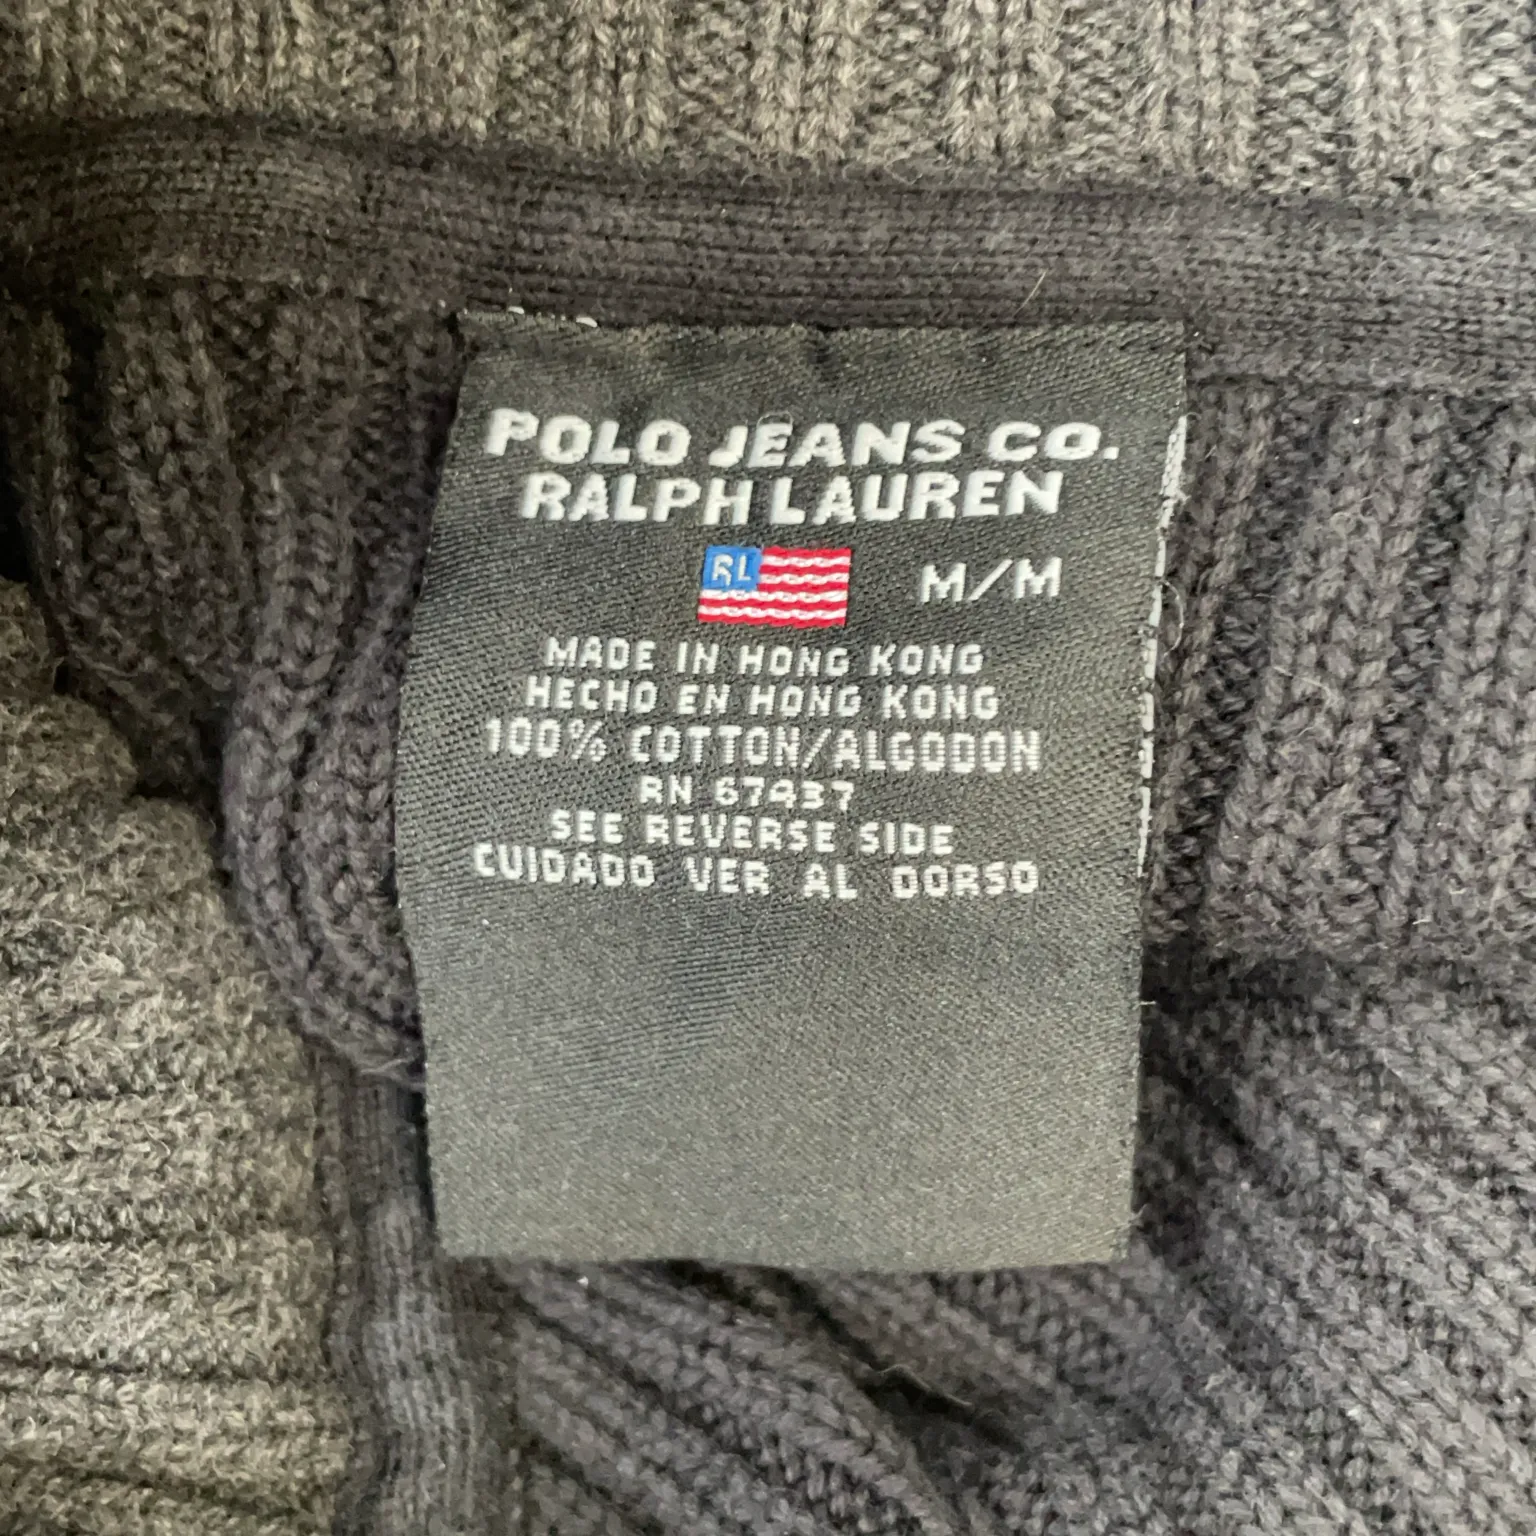 POLO JEANS CO.
RALPH LAUREN
RL
M/M
MADE IN HONG KONG
HECHO EN HONG KONG
100% COTTON/ALGODON
RN 67437
SEE REVERSE SIDE
CUIDADO VER AL DORSO